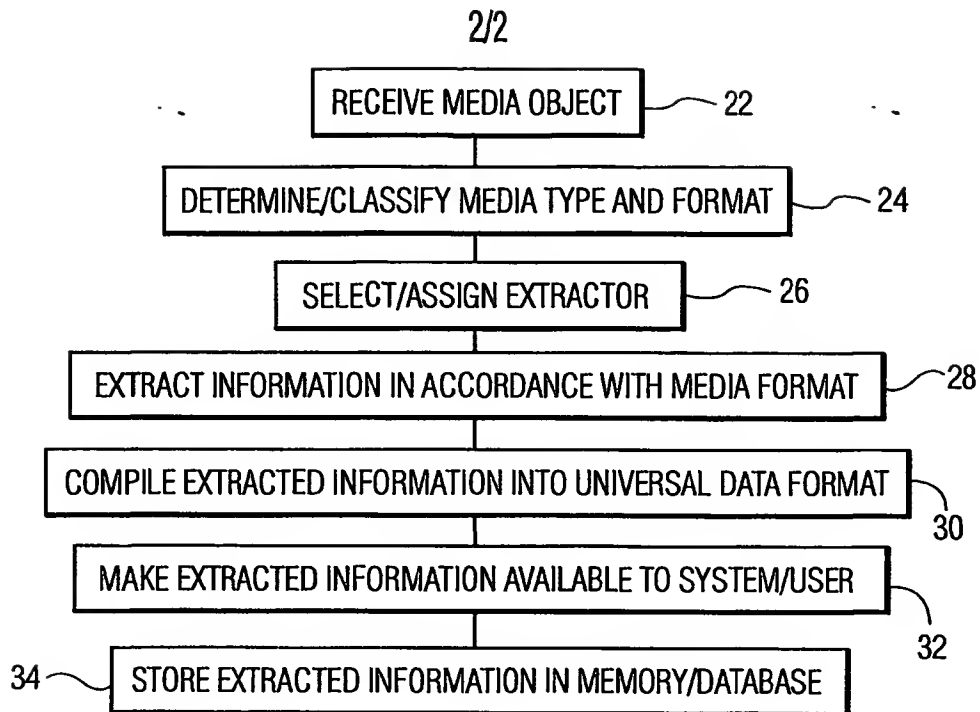 2/2
RECEIVE MEDIA OBJECT 22
DETERMINE/CLASSIFY MEDIA TYPE AND FORMAT 24
SELECT/ASSIGN EXTRACTOR 26
EXTRACT INFORMATION IN ACCORDANCE WITH MEDIA FORMAT 28
COMPILE EXTRACTED INFORMATION INTO UNIVERSAL DATA FORMAT 30
MAKE EXTRACTED INFORMATION AVAILABLE TO SYSTEM/USER 32
34 STORE EXTRACTED INFORMATION IN MEMORY/DATABASE